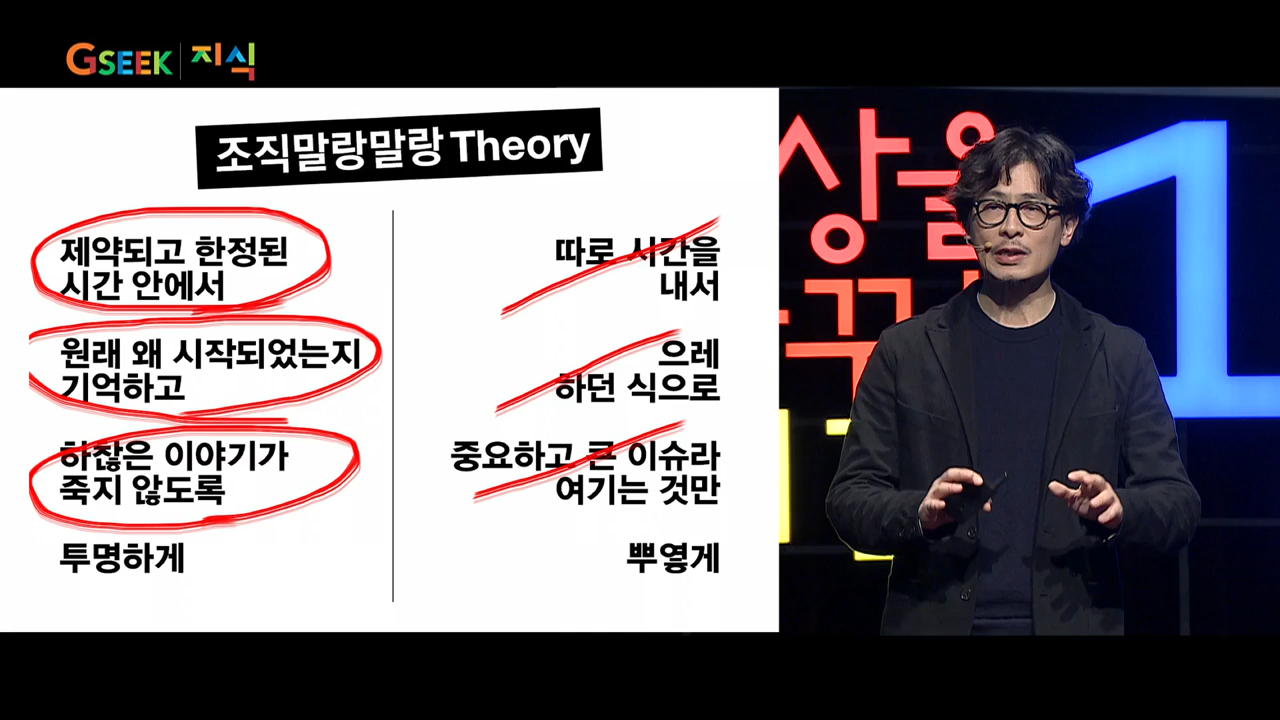 GSEEK 지식
조직말랑말랑 Theory
제약되고 한정된
시간 안에서
원래 왜 시작되었는지
기억하고
하찮은 이야기가
죽지 않도록
투명하게
따로 시간을
내서
으레
하던 식으로
중요하고 큰 이슈라
여기는 것만
뿌옇게
상을
꾸
1